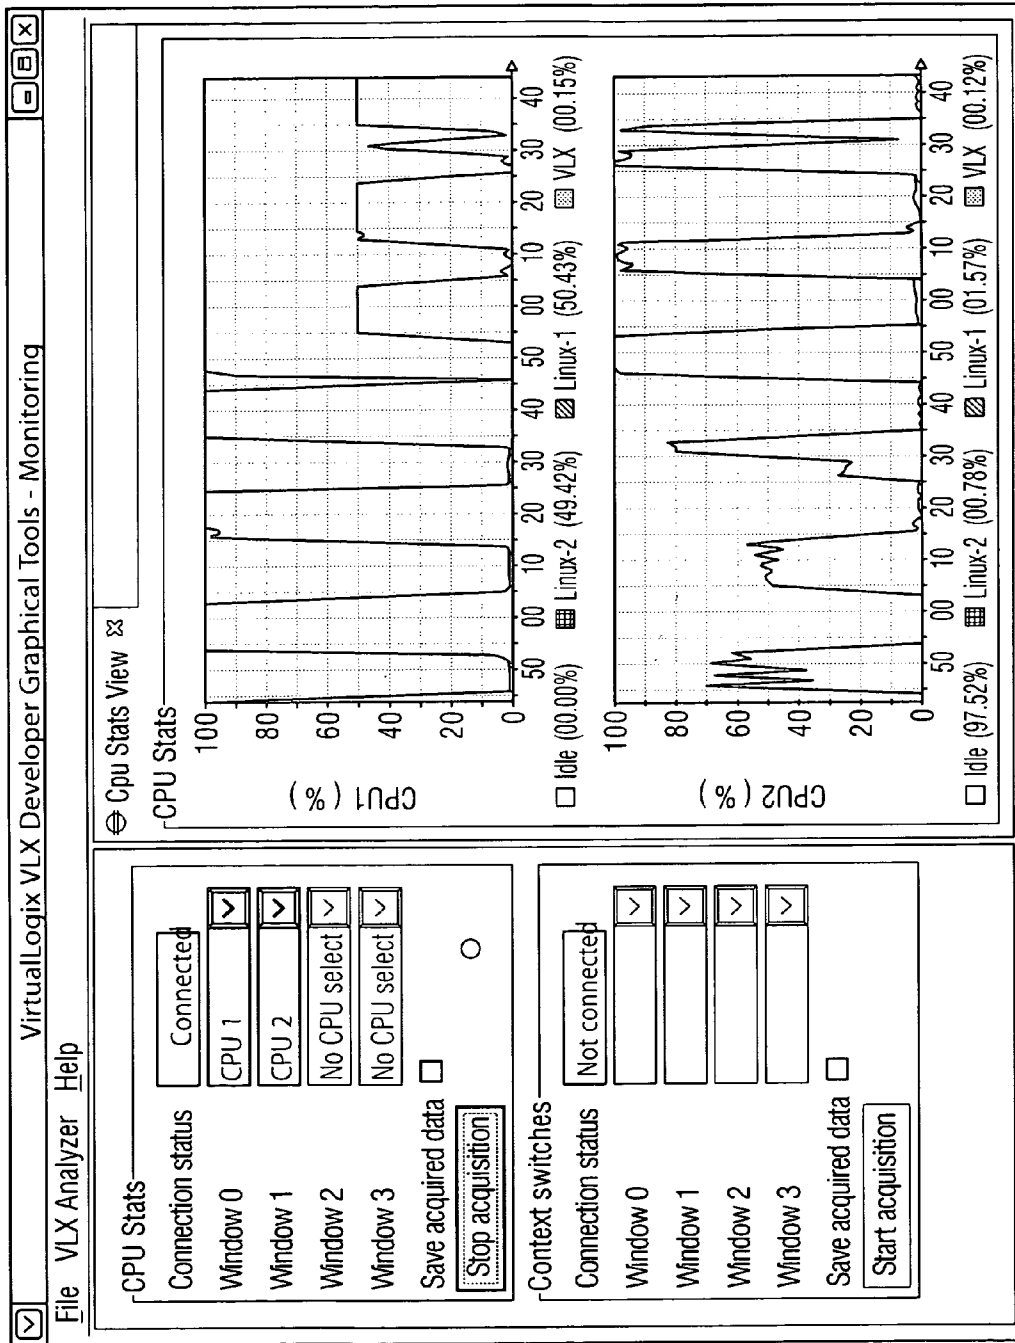 VirtualLogix VLX Developer Graphical Tools - Monitoring
File VLX Analyzer Help
CPU Stats
Connection status Connected
Window 0 CPU 1
Window 1 CPU 2
Window 2 No CPU select
Window 3 No CPU select
Save acquired data
Stop acquisition
Context switches
Connection status Not connected
Window 0
Window 1
Window 2
Window 3
Save acquired data
Start acquisition
Cpu Stats View
CPU Stats
CPU1 ( % )
100
80
60
40
20
0
50 00 10 20 30 40 50 00 10 20 30 40
Idle (00.00%) Linux-2 (49.42%) Linux-1 (50.43%) VLX (00.15%)
CPU2 ( % )
100
80
60
40
20
0
50 00 10 20 30 40 50 00 10 20 30 40
Idle (97.52%) Linux-2 (00.78%) Linux-1 (01.57%) VLX (00.12%)